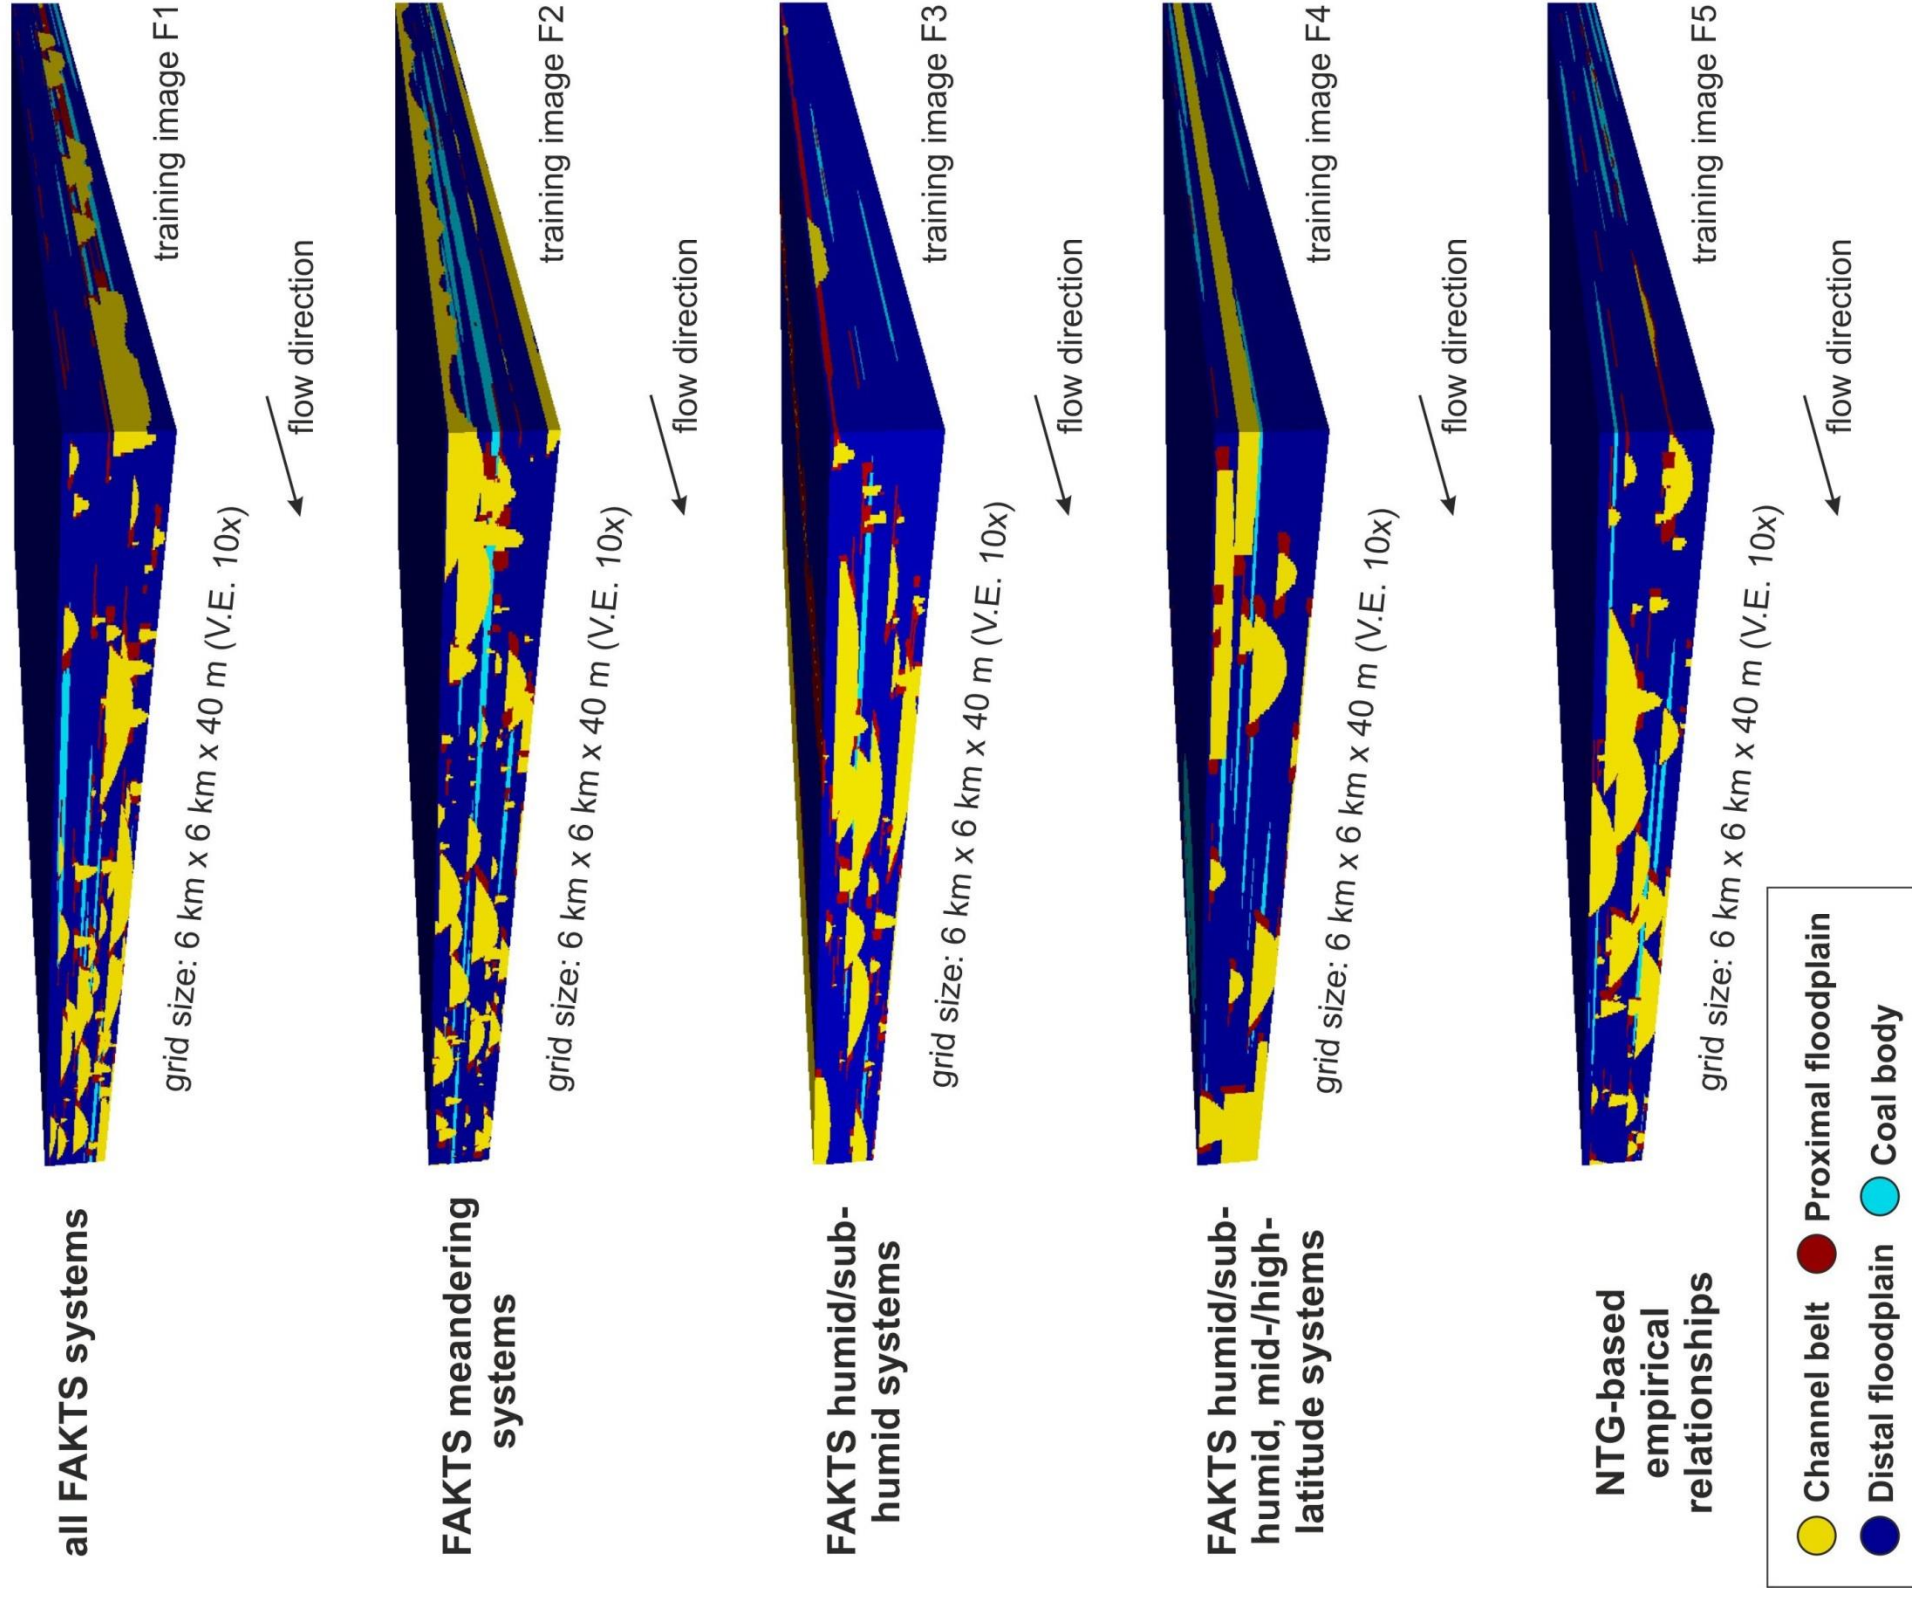 all FAKTS systems
grid size: 6 km x 6 km x 40 m (V.E. 10x)
flow direction
training image F1
FAKTS meandering
systems
grid size: 6 km x 6 km x 40 m (V.E. 10x)
flow direction
training image F2
FAKTS humid/sub-
humid systems
grid size: 6 km x 6 km x 40 m (V.E. 10x)
flow direction
training image F3
FAKTS humid/sub-
humid, mid-/high-
latitude systems
grid size: 6 km x 6 km x 40 m (V.E. 10x)
flow direction
training image F4
NTG-based
empirical
relationships
grid size: 6 km x 6 km x 40 m (V.E. 10x)
flow direction
training image F5
Channel belt
Proximal floodplain
Distal floodplain
Coal body